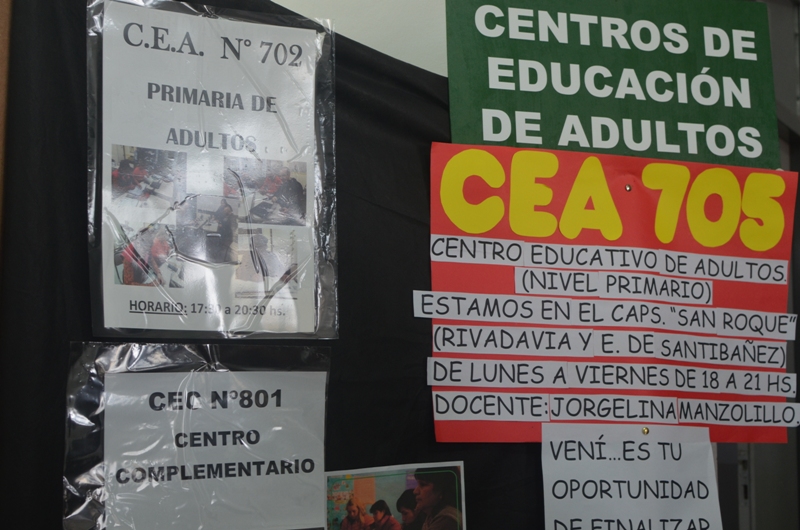 C.E.A. N° 702
PRIMARIA DE
ADULTOS
HORARIO: 17:30 a 20:30 hs.
CEC Nº801
CENTRO
COMPLEMENTARIO
CENTROS DE
EDUCACIÓN
DE ADULTOS
CEA 705
CENTRO EDUCATIVO DE ADULTOS.
(NIVEL PRIMARIO)
ESTAMOS EN EL CAPS. "SAN ROQUE"
(RIVADAVIA Y E. DE SANTIBAÑEZ)
DE LUNES A VIERNES DE 18 A 21 HS.
DOCENTE: JORGELINA MANZOLILLO.
VENÍ...ES TU
OPORTUNIDAD
DE FINALIZAR